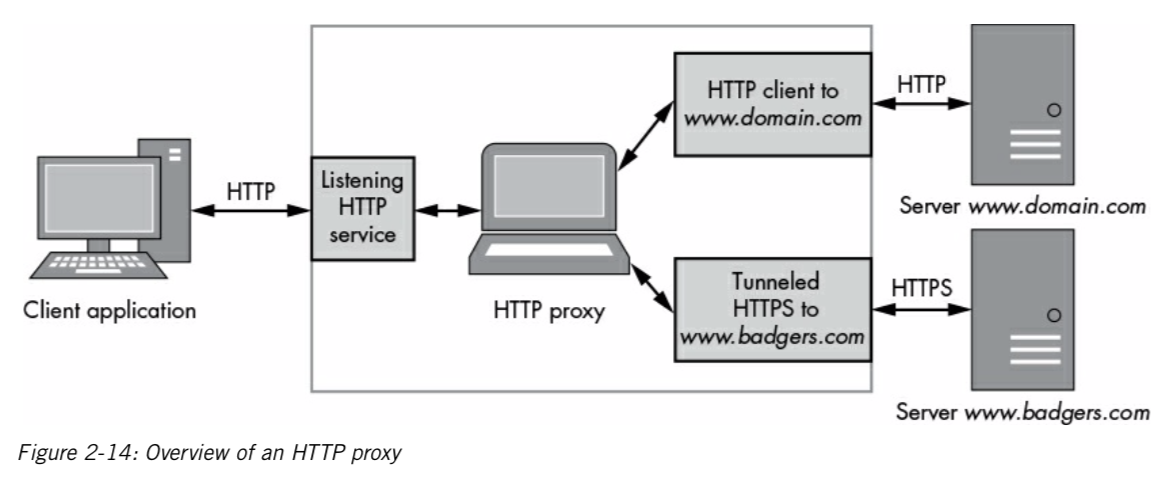 Client application
HTTP
Listening
HTTP
service
HTTP proxy
HTTP client to
www.domain.com
HTTP
Server www.domain.com
Tunneled
HTTPS to
www.badgers.com
HTTPS
Server www.badgers.com
Figure 2-14: Overview of an HTTP proxy